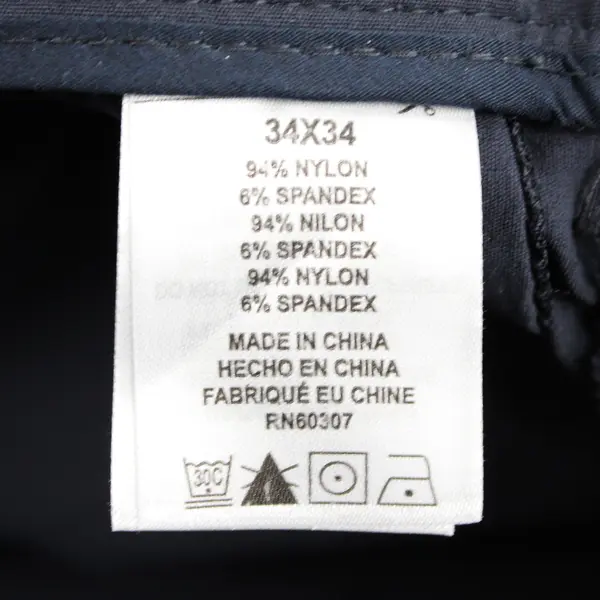 34X34
94% NYLON
6% SPANDEX
94% NILON
6% SPANDEX
94% NYLON
6% SPANDEX
MADE IN CHINA
HECHO EN CHINA
FABRIQUÉ EU CHINE
RN60307
30C